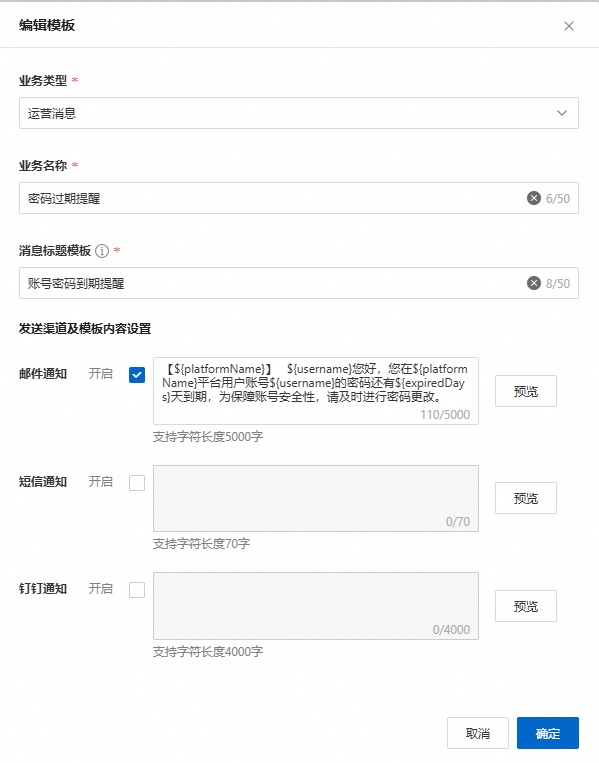 编辑模板
业务类型 *
运营消息
业务名称 *
密码过期提醒 6/50
消息标题模板 *
账号密码到期提醒 8/50
发送渠道及模板内容设置
邮件通知 开启
【${platformName}】 ${username}您好，您在${platform
Name}平台用户账号${username}的密码还有${expiredDay
s}天到期，为保障账号安全性，请及时进行密码更改。
110/5000
预览
支持字符长度5000字
短信通知 开启
0/70
预览
支持字符长度70字
钉钉通知 开启
0/4000
预览
支持字符长度4000字
取消 确定